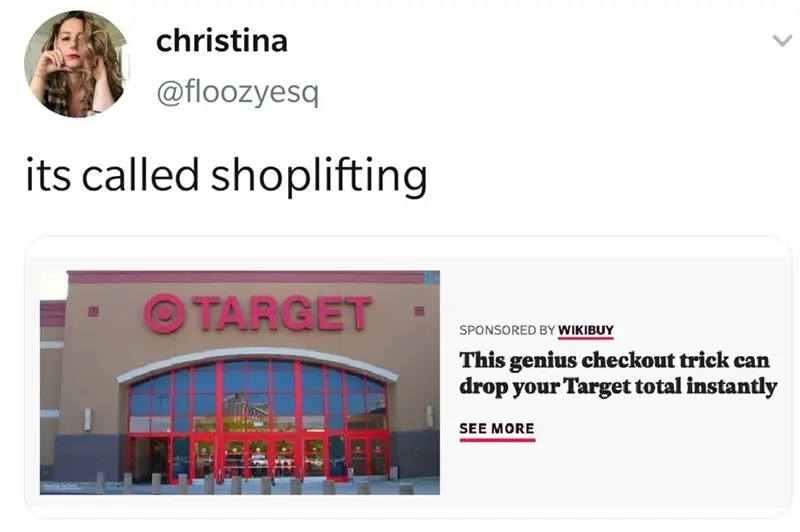 christina
@floozyesq
its called shoplifting
TARGET
SPONSORED BY WIKIBUY
This genius checkout trick can
drop your Target total instantly
SEE MORE